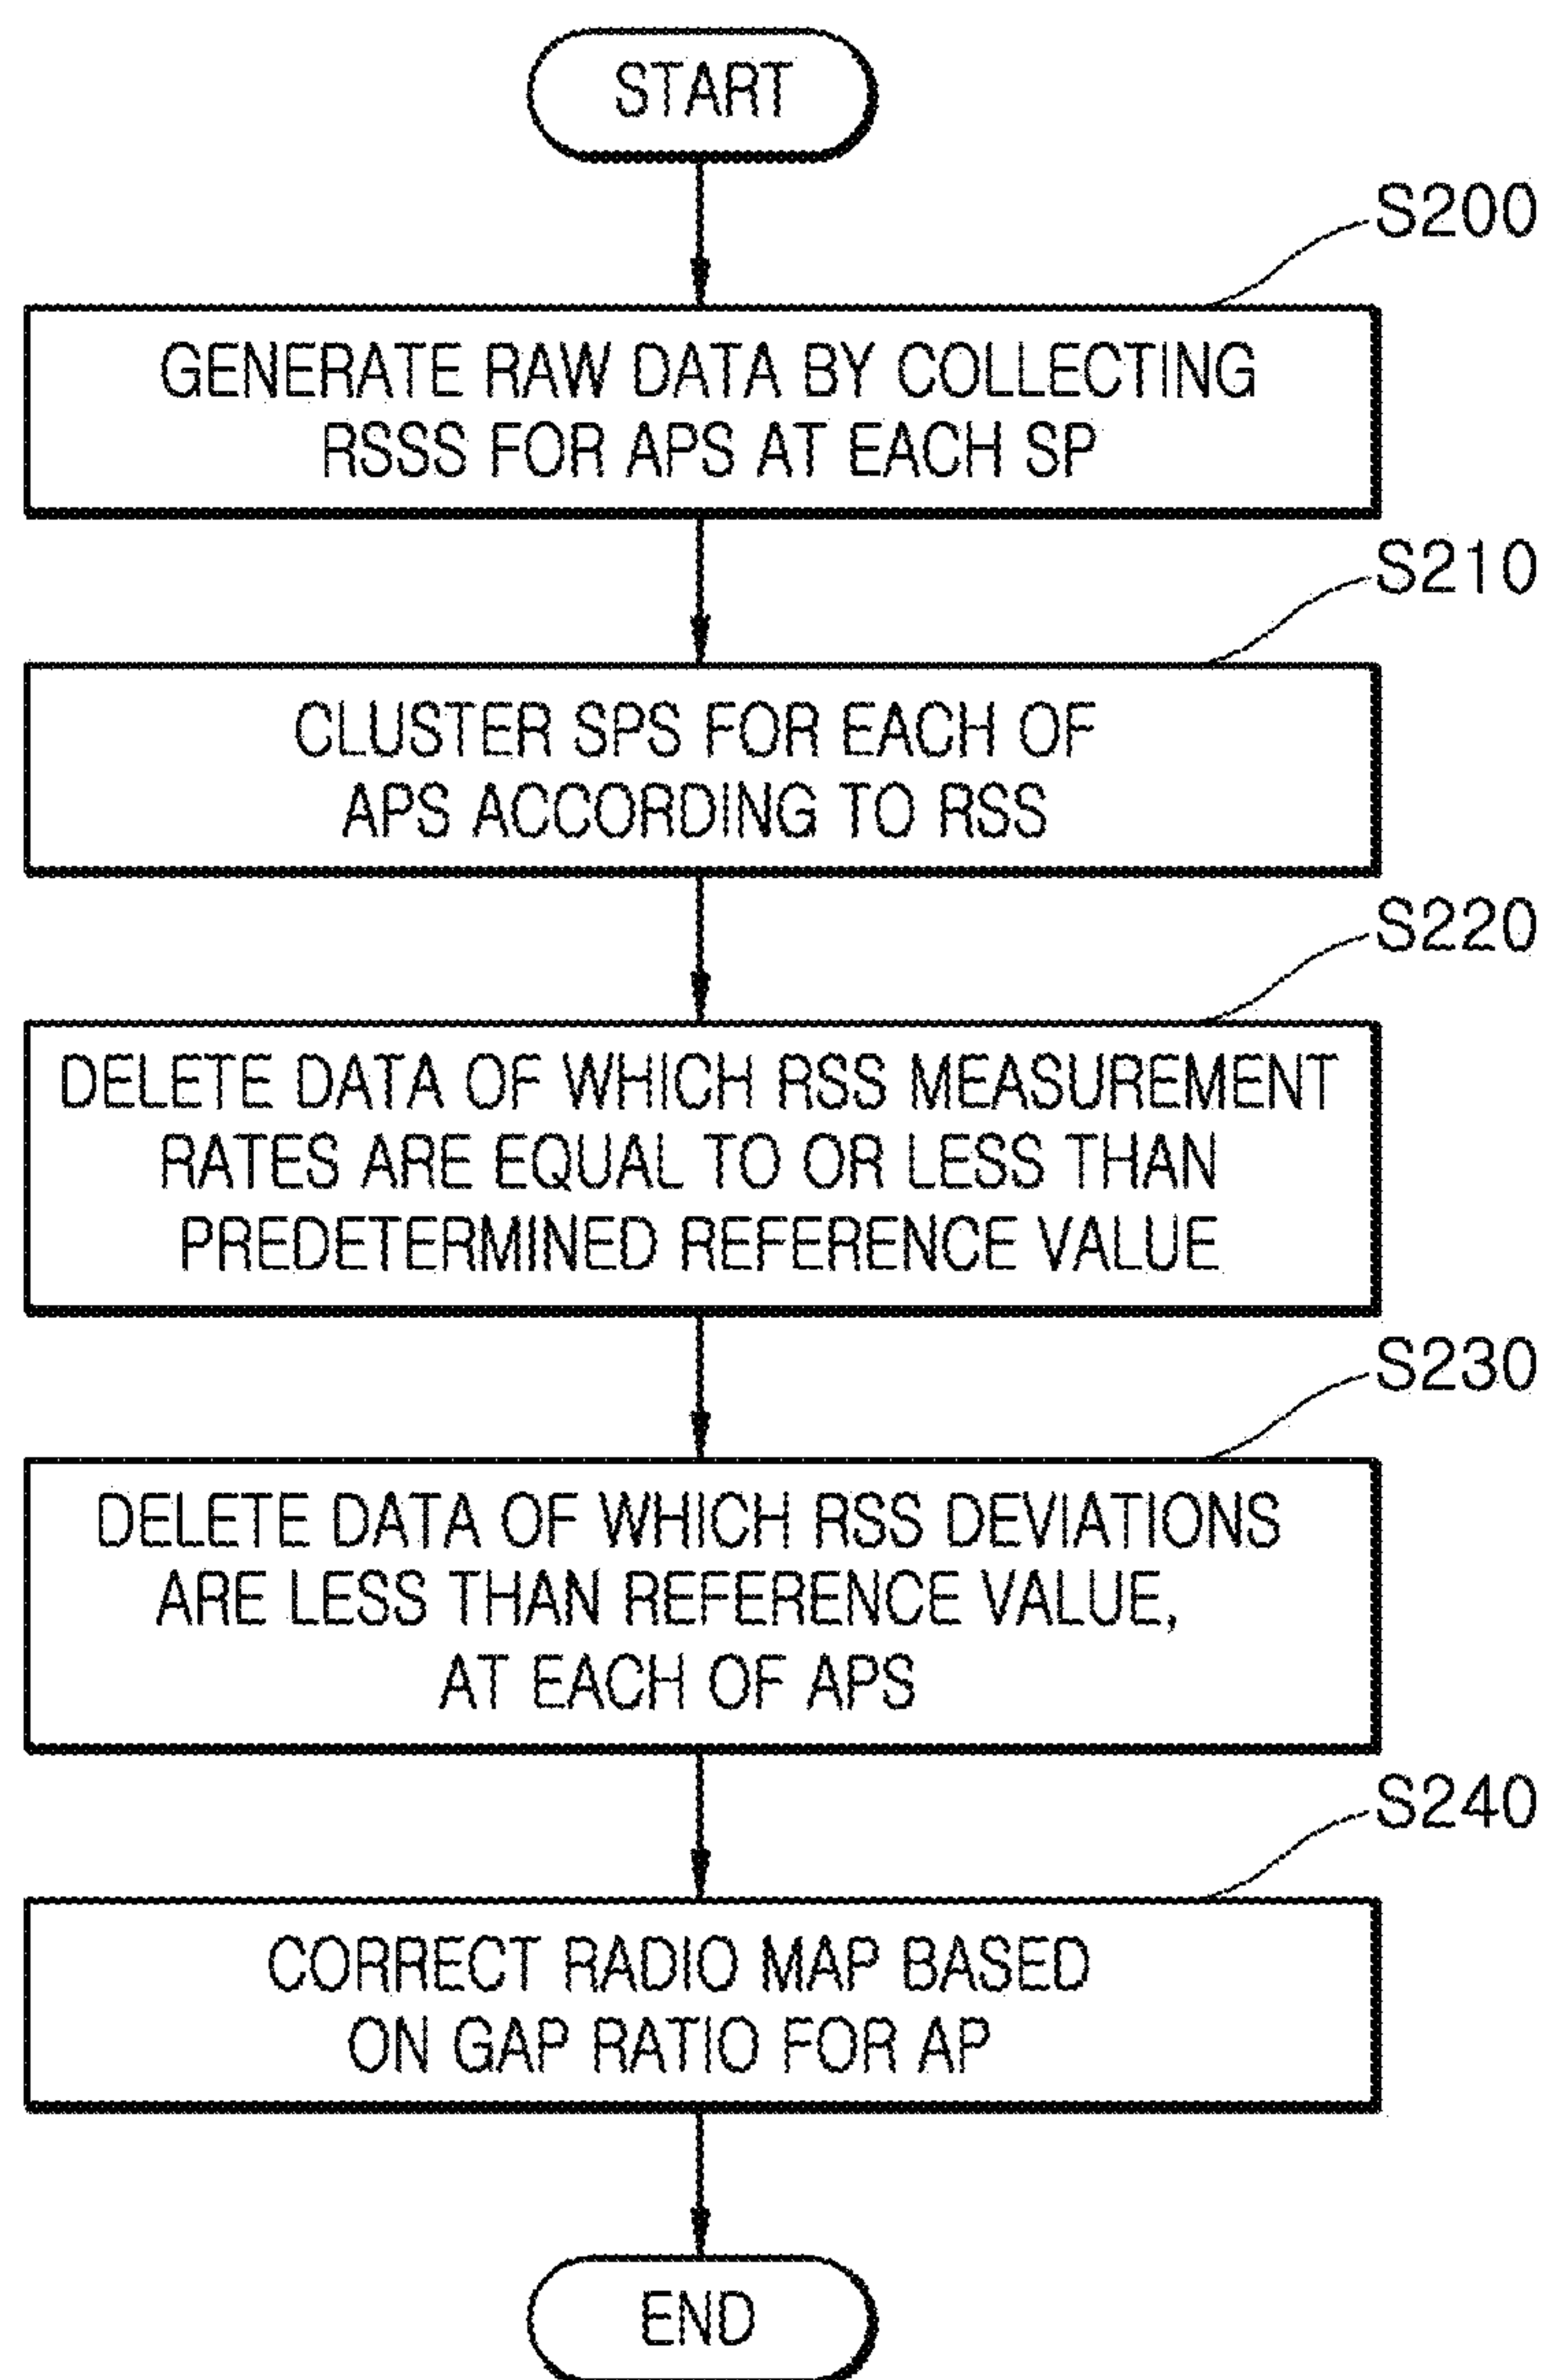 START
S200
GENERATE RAW DATA BY COLLECTING
RSSS FOR APS AT EACH SP
S210
CLUSTER SPS FOR EACH OF
APS ACCORDING TO RSS
S220
DELETE DATA OF WHICH RSS MEASUREMENT
RATES ARE EQUAL TO OR LESS THAN
PREDETERMINED REFERENCE VALUE
S230
DELETE DATA OF WHICH RSS DEVIATIONS
ARE LESS THAN REFERENCE VALUE,
AT EACH OF APS
S240
CORRECT RADIO MAP BASED
ON GAP RATIO FOR AP
END